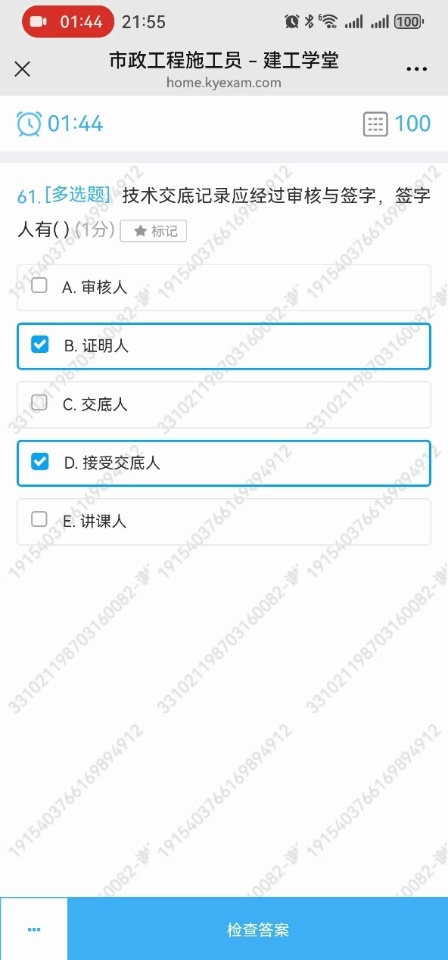 01:44 21:55 100
市政工程施工员 – 建工学堂
home.kyexam.com
01:44 100
61.[多选题] 技术交底记录应经过审核与签字，签字
人有( ) (1分) ★ 标记
A. 审核人
B. 证明人
C. 交底人
D. 接受交底人
E. 讲课人
191540376616989​4912
331021198703160082-谢
检查答案